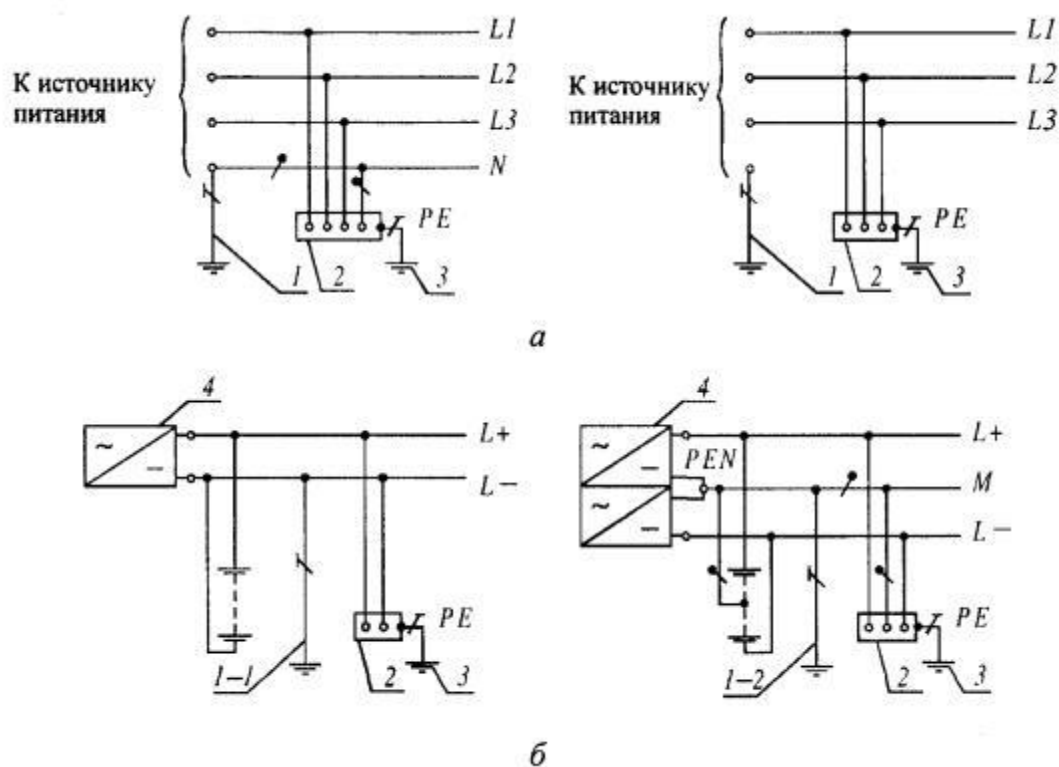 К источнику
питания
L1
L2
L3
N
PE
1
2
3
К источнику
питания
L1
L2
L3
PE
1
2
3
а
4
L+
L−
PE
1–1
2
3
4
PEN
L+
M
L−
PE
1–2
2
3
б